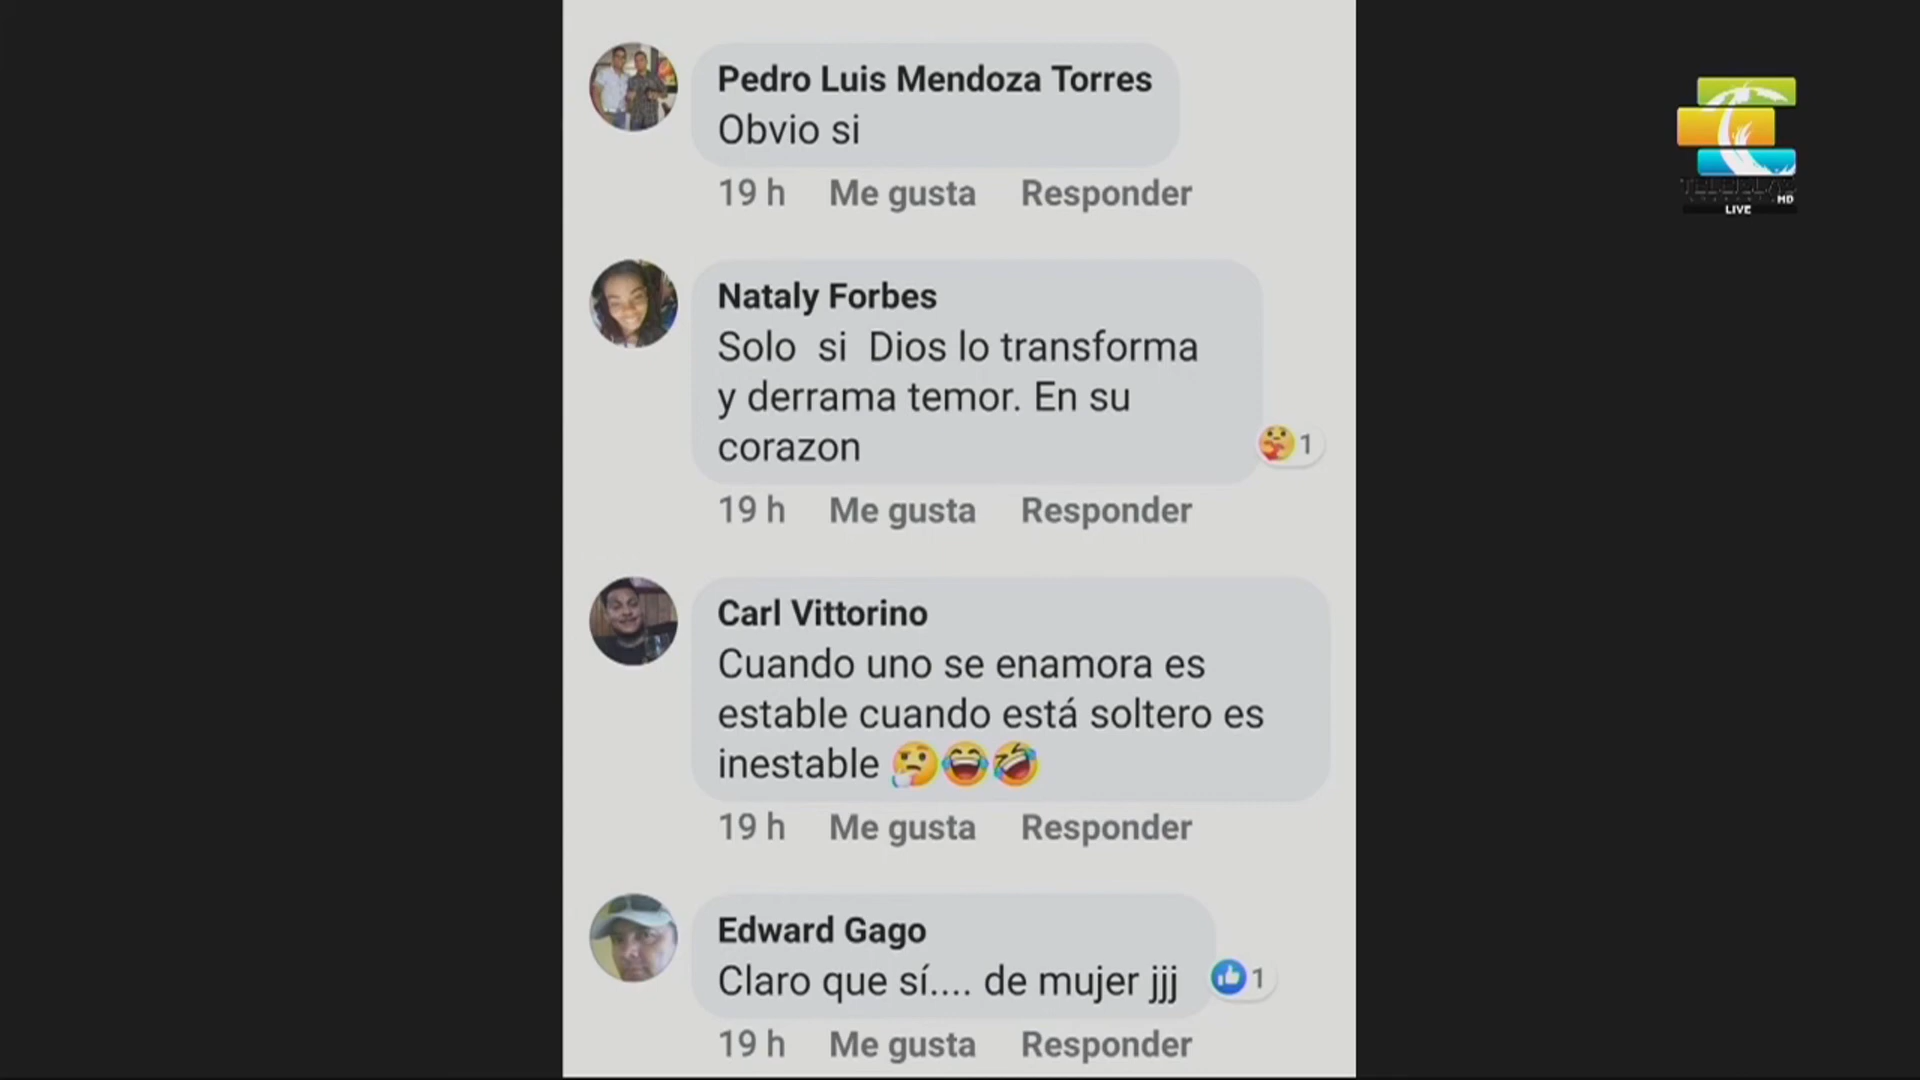 Pedro Luis Mendoza Torres
Obvio si
19 h Me gusta Responder
Nataly Forbes
Solo si Dios lo transforma
y derrama temor. En su
corazon
1
19 h Me gusta Responder
Carl Vittorino
Cuando uno se enamora es
estable cuando está soltero es
inestable 🤔😂🤣
19 h Me gusta Responder
Edward Gago
Claro que sí.... de mujer jjj
1
19 h Me gusta Responder
HD
LIVE